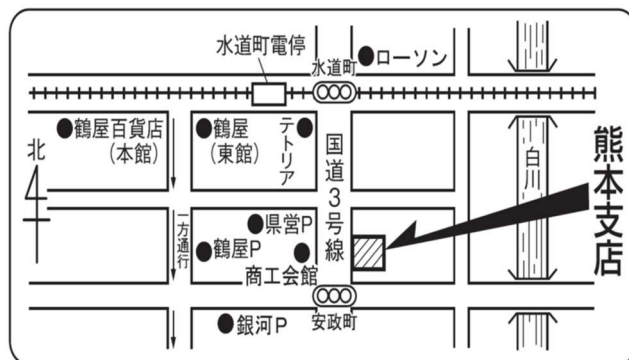 水道町電停
水道町
ローソン
鶴屋百貨店
(本館)
鶴屋
(東館)
テトリア
国道3号線
白川
熊本支店
北
一方通行
県営P
鶴屋P
商工会館
銀河P
安政町